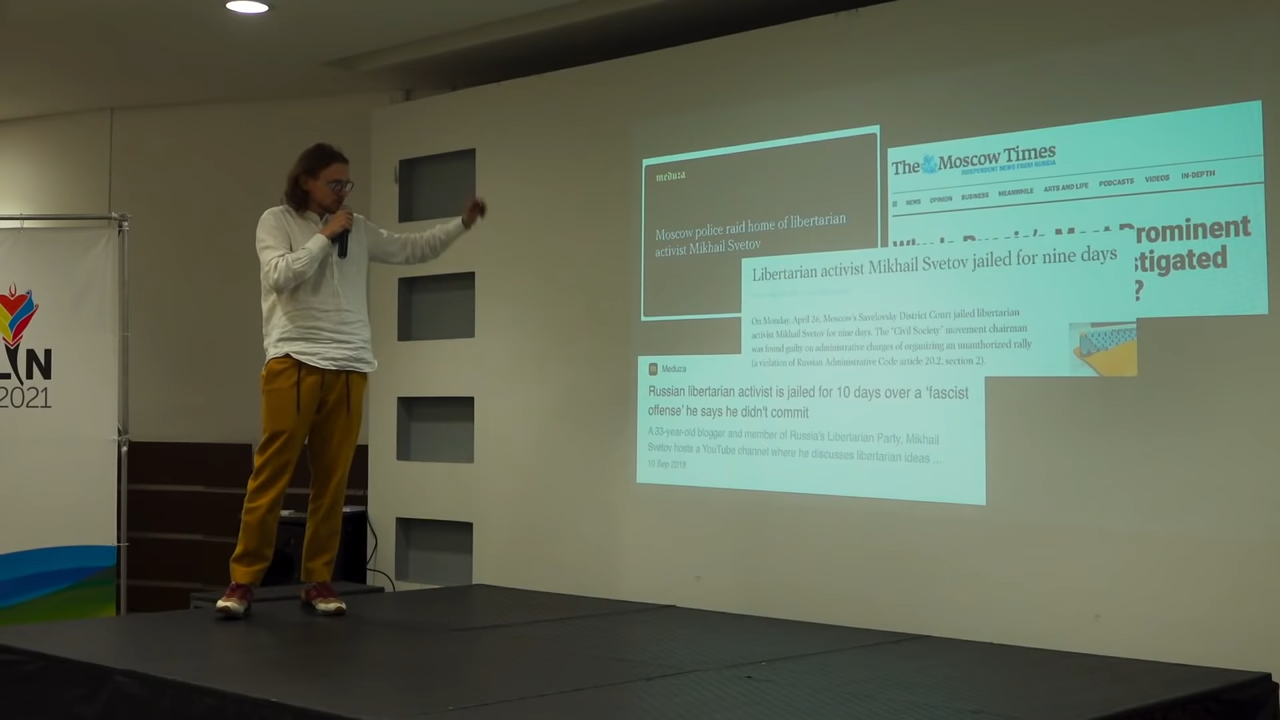 LIN
2021
meduza
Moscow police raid home of libertarian
activist Mikhail Svetov
The Moscow Times
INDEPENDENT NEWS FROM RUSSIA
NEWS OPINION BUSINESS MEANWHILE ARTS AND LIFE PODCASTS VIDEOS IN-DEPTH
Why Is Russia's Most Prominent
stigated
?
Libertarian activist Mikhail Svetov jailed for nine days
On Monday, April 26, Moscow's Savelovsky District Court jailed libertarian
activist Mikhail Svetov for nine days. The "Civil Society" movement chairman
was found guilty on administrative charges of organizing an unauthorized rally
(a violation of Russian Administrative Code article 20.2, section 2).
Meduza
Russian libertarian activist is jailed for 10 days over a 'fascist
offense' he says he didn't commit
A 33-year-old blogger and member of Russia's Libertarian Party, Mikhail
Svetov hosts a YouTube channel where he discusses libertarian ideas ...
10 Sep 2018